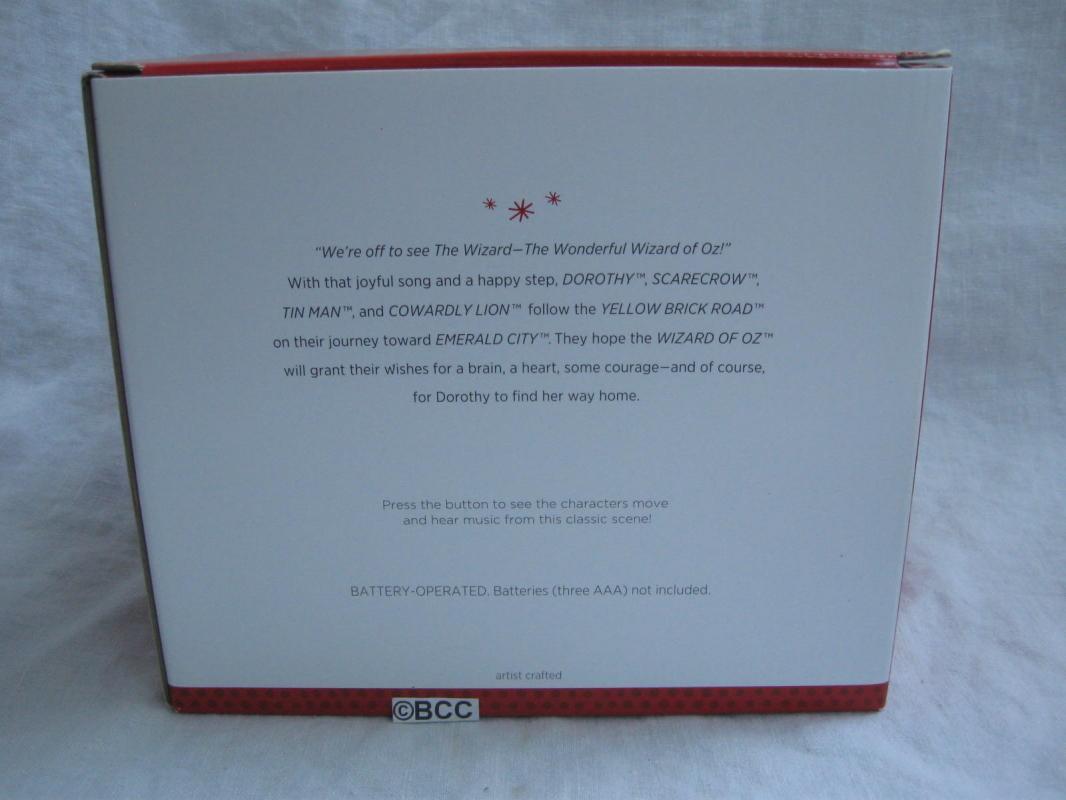 “We’re off to see The Wizard—The Wonderful Wizard of Oz!”
With that joyful song and a happy step, DOROTHY™, SCARECROW™,
TIN MAN™, and COWARDLY LION™ follow the YELLOW BRICK ROAD™
on their journey toward EMERALD CITY™. They hope the WIZARD OF OZ™
will grant their wishes for a brain, a heart, some courage—and of course,
for Dorothy to find her way home.
Press the button to see the characters move
and hear music from this classic scene!
BATTERY-OPERATED. Batteries (three AAA) not included.
artist crafted
©BCC